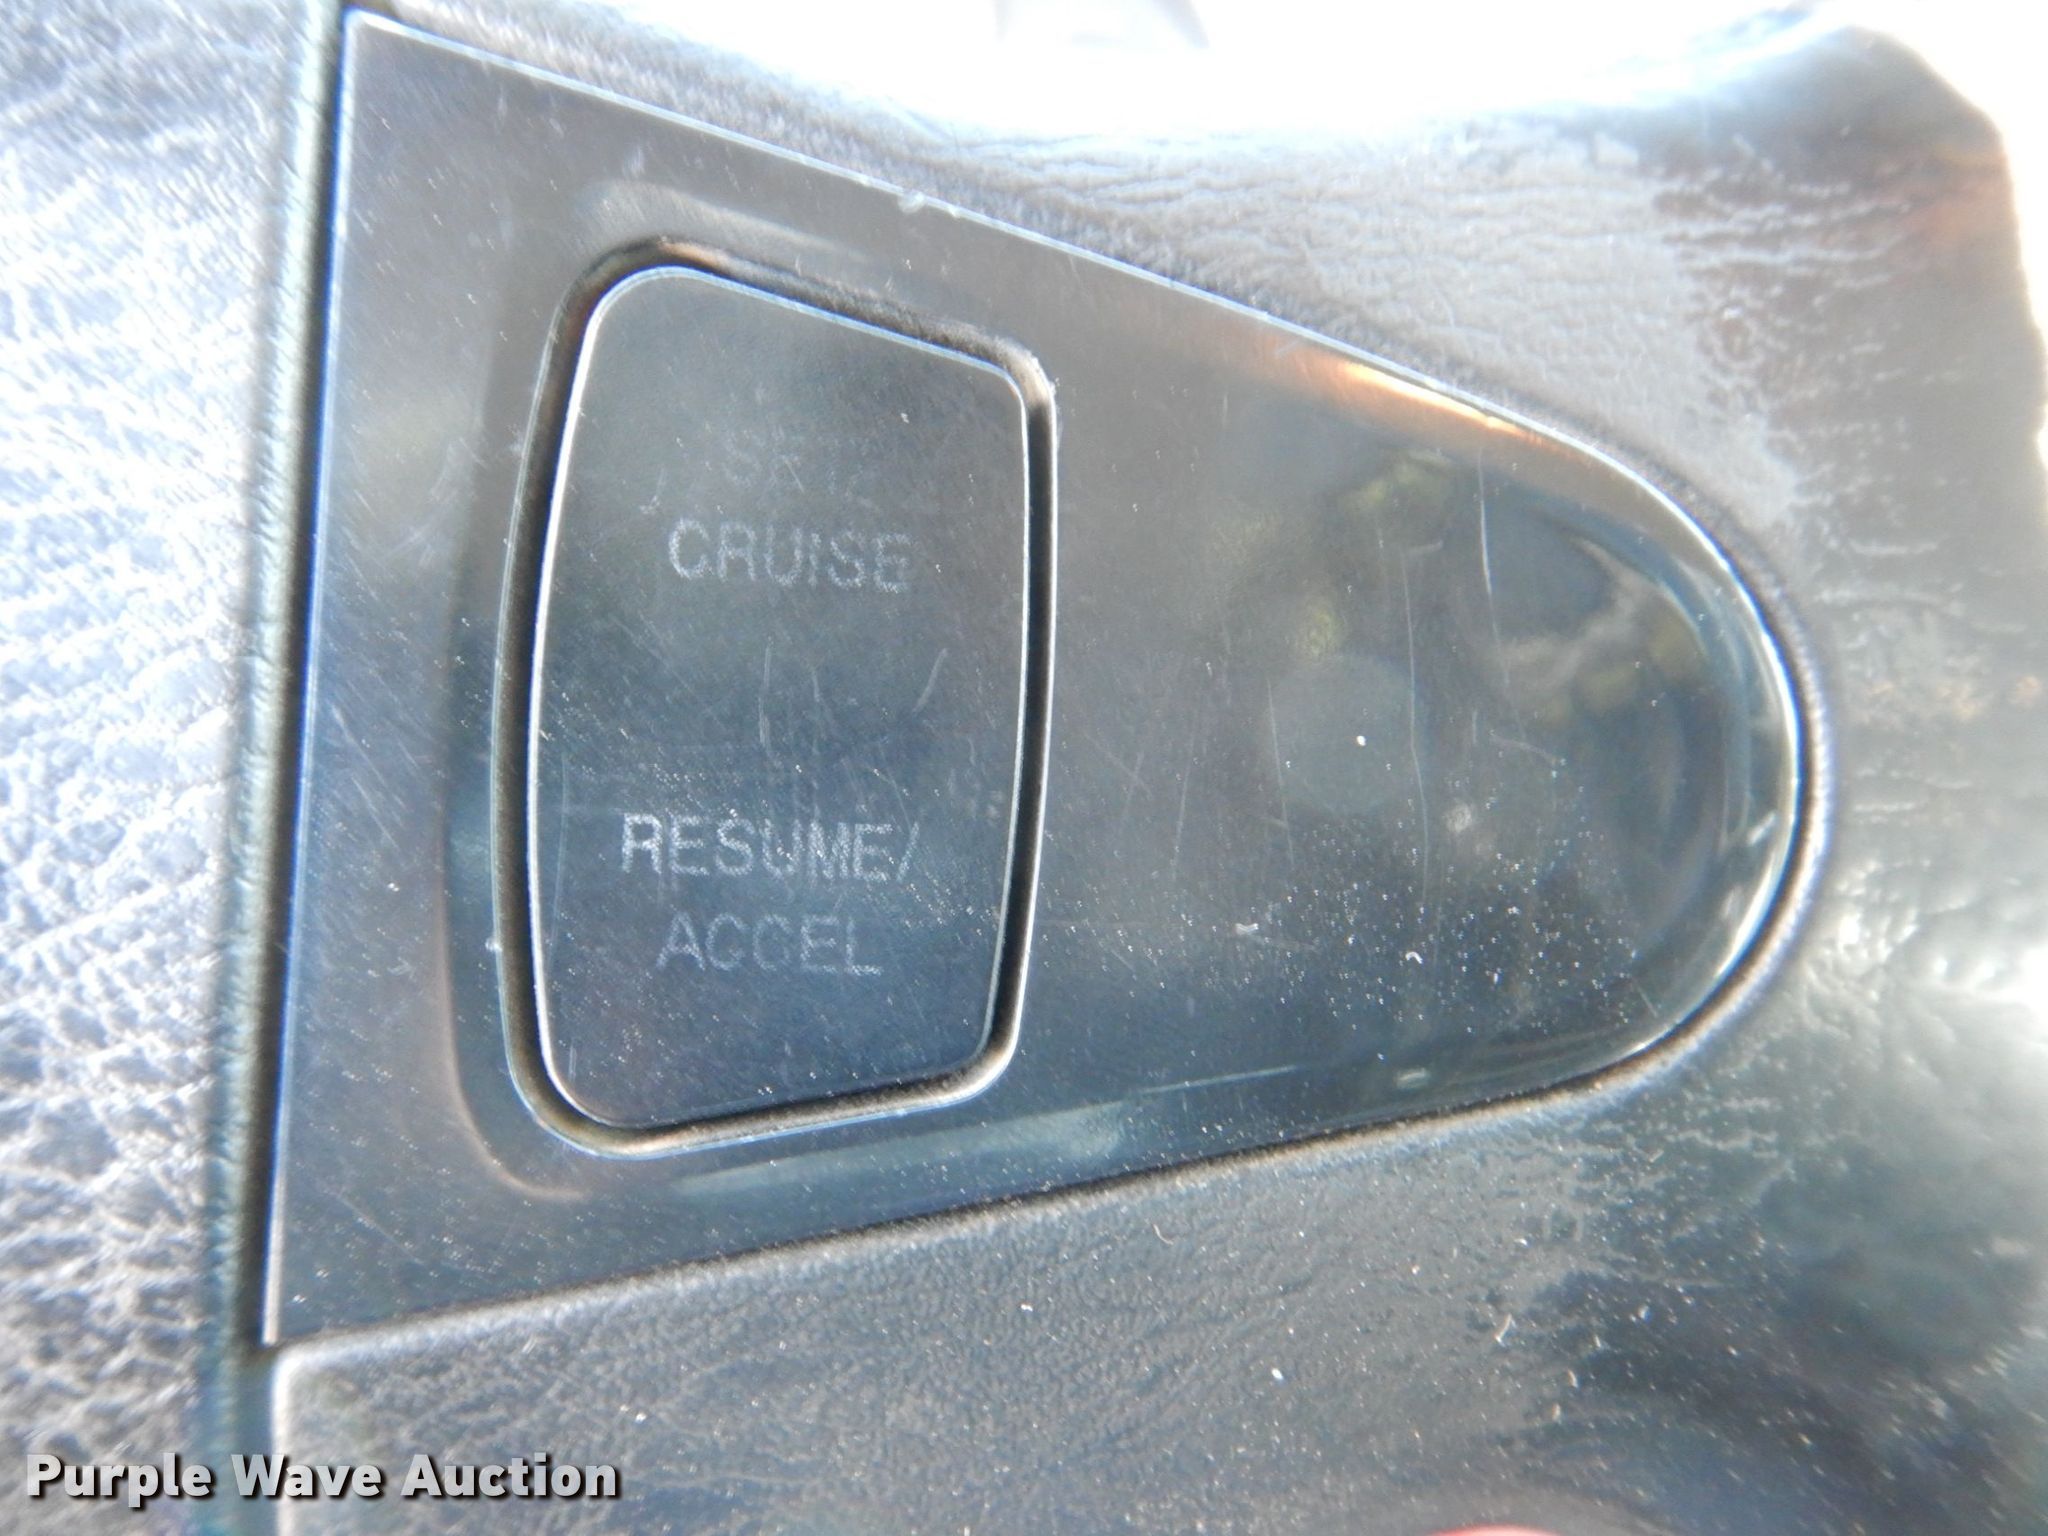 CRUISE
RESUME/
ACCEL
Purple Wave Auction